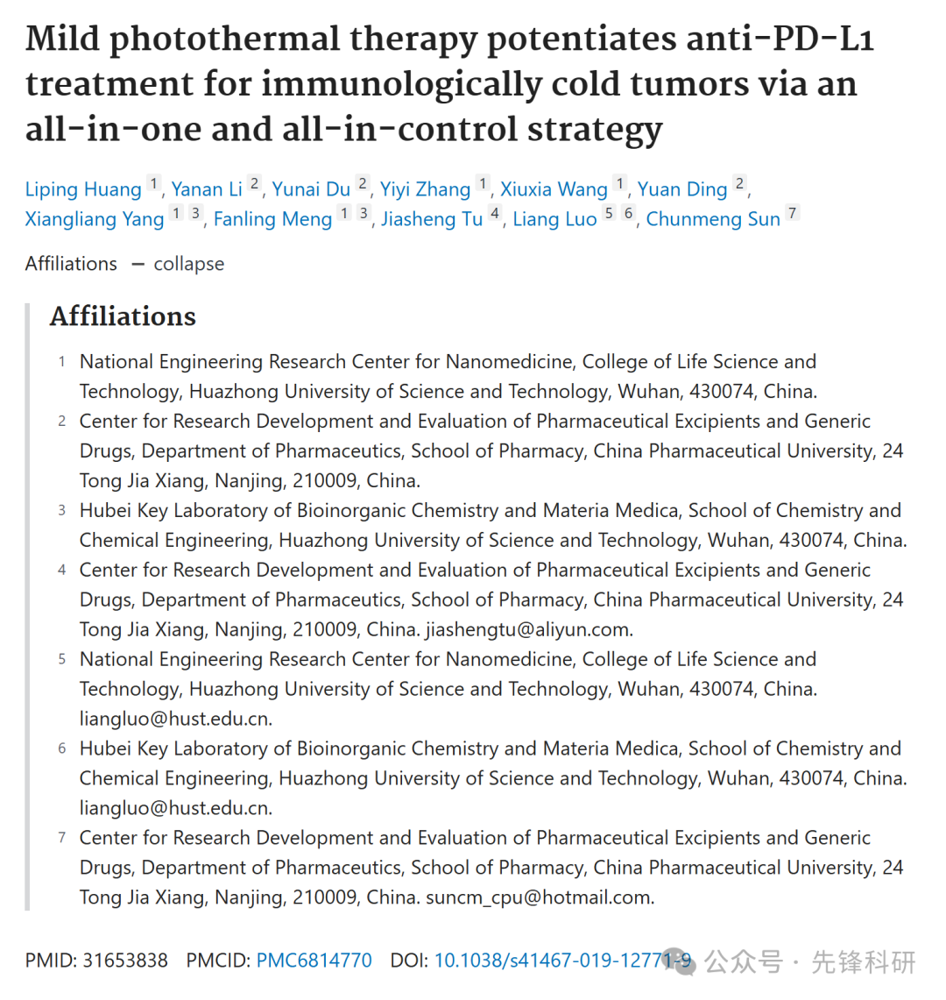 Mild photothermal therapy potentiates anti-PD-L1
treatment for immunologically cold tumors via an
all-in-one and all-in-control strategy
Liping Huang 1, Yanan Li 2, Yunai Du 2, Yiyi Zhang 1, Xiuxia Wang 1, Yuan Ding 2,
Xiangliang Yang 1 3, Fanling Meng 1 3, Jiasheng Tu 4, Liang Luo 5 6, Chunmeng Sun 7
Affiliations — collapse
Affiliations
1 National Engineering Research Center for Nanomedicine, College of Life Science and
Technology, Huazhong University of Science and Technology, Wuhan, 430074, China.
2 Center for Research Development and Evaluation of Pharmaceutical Excipients and Generic
Drugs, Department of Pharmaceutics, School of Pharmacy, China Pharmaceutical University, 24
Tong Jia Xiang, Nanjing, 210009, China.
3 Hubei Key Laboratory of Bioinorganic Chemistry and Materia Medica, School of Chemistry and
Chemical Engineering, Huazhong University of Science and Technology, Wuhan, 430074, China.
4 Center for Research Development and Evaluation of Pharmaceutical Excipients and Generic
Drugs, Department of Pharmaceutics, School of Pharmacy, China Pharmaceutical University, 24
Tong Jia Xiang, Nanjing, 210009, China. jiashengtu@aliyun.com.
5 National Engineering Research Center for Nanomedicine, College of Life Science and
Technology, Huazhong University of Science and Technology, Wuhan, 430074, China.
liangluo@hust.edu.cn.
6 Hubei Key Laboratory of Bioinorganic Chemistry and Materia Medica, School of Chemistry and
Chemical Engineering, Huazhong University of Science and Technology, Wuhan, 430074, China.
liangluo@hust.edu.cn.
7 Center for Research Development and Evaluation of Pharmaceutical Excipients and Generic
Drugs, Department of Pharmaceutics, School of Pharmacy, China Pharmaceutical University, 24
Tong Jia Xiang, Nanjing, 210009, China. suncm_cpu@hotmail.com.
PMID: 31653838 PMCID: PMC6814770 DOI: 10.1038/s41467-019-12771-9 公众号 · 先锋科研